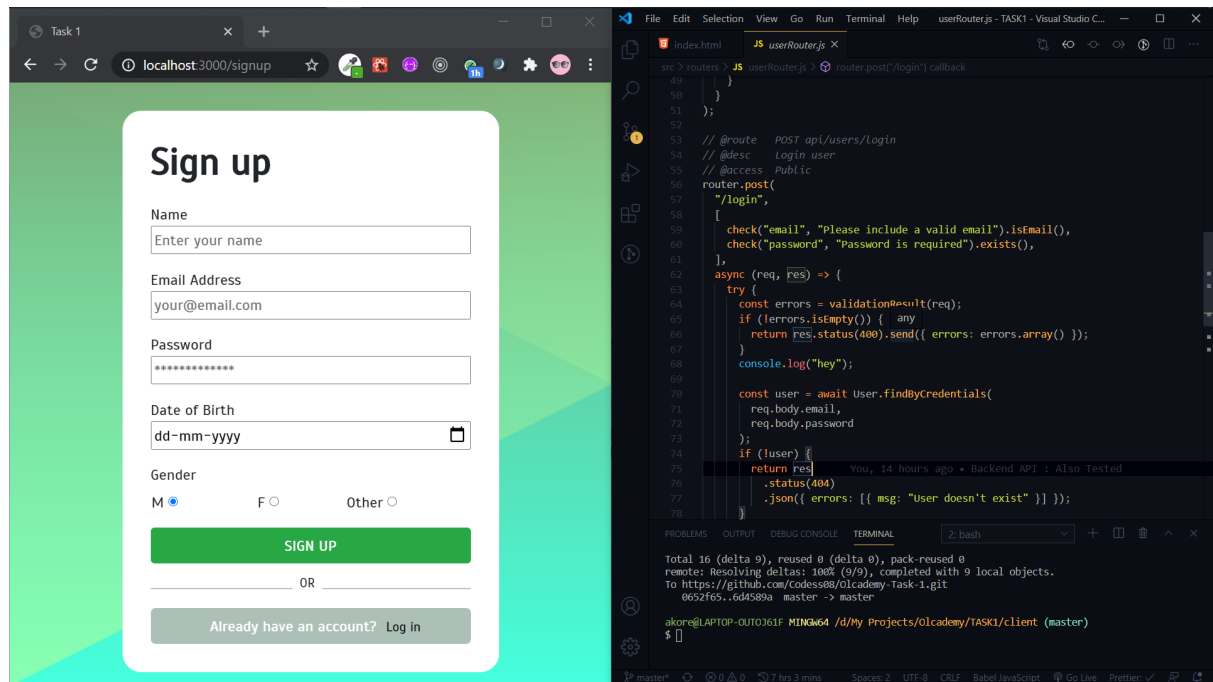 Task 1
localhost:3000/signup
1h
Sign up
Name
Enter your name
Email Address
your@email.com
Password
*************
Date of Birth
dd-mm-yyyy
Gender
M F Other
SIGN UP
OR
Already have an account? Log in
File Edit Selection View Go Run Terminal Help userRouter.js - TASK1 - Visual Studio C...
index.html JS userRouter.js
src > routers > JS userRouter.js > router.post("/login") callback
49 }
50 }
51 );
52
53 // @route POST api/users/login
54 // @desc Login user
55 // @access Public
56 router.post(
57 "/login",
58 [
59 check("email", "Please include a valid email").isEmail(),
60 check("password", "Password is required").exists(),
61 ],
62 async (req, res) => {
63 try {
64 const errors = validationResult(req);
65 if (!errors.isEmpty()) { any
66 return res.status(400).send({ errors: errors.array() });
67 }
68 console.log("hey");
69
70 const user = await User.findByCredentials(
71 req.body.email,
72 req.body.password
73 );
74 if (!user) {
75 return res You, 14 hours ago • Backend API : Also Tested
76 .status(404)
77 .json({ errors: [{ msg: "User doesn't exist" }] });
78 }
PROBLEMS OUTPUT DEBUG CONSOLE TERMINAL 2: bash
Total 16 (delta 9), reused 0 (delta 0), pack-reused 0
remote: Resolving deltas: 100% (9/9), completed with 9 local objects.
To https://github.com/Codess08/Olcademy-Task-1.git
0652f65..6d4589a master -> master
akore@LAPTOP-OUTOJ61F MINGW64 /d/My Projects/Olcademy/TASK1/client (master)
$
master* 0 0 7 hrs 3 mins Spaces: 2 UTF-8 CRLF Babel JavaScript Go Live Prettier: ✓